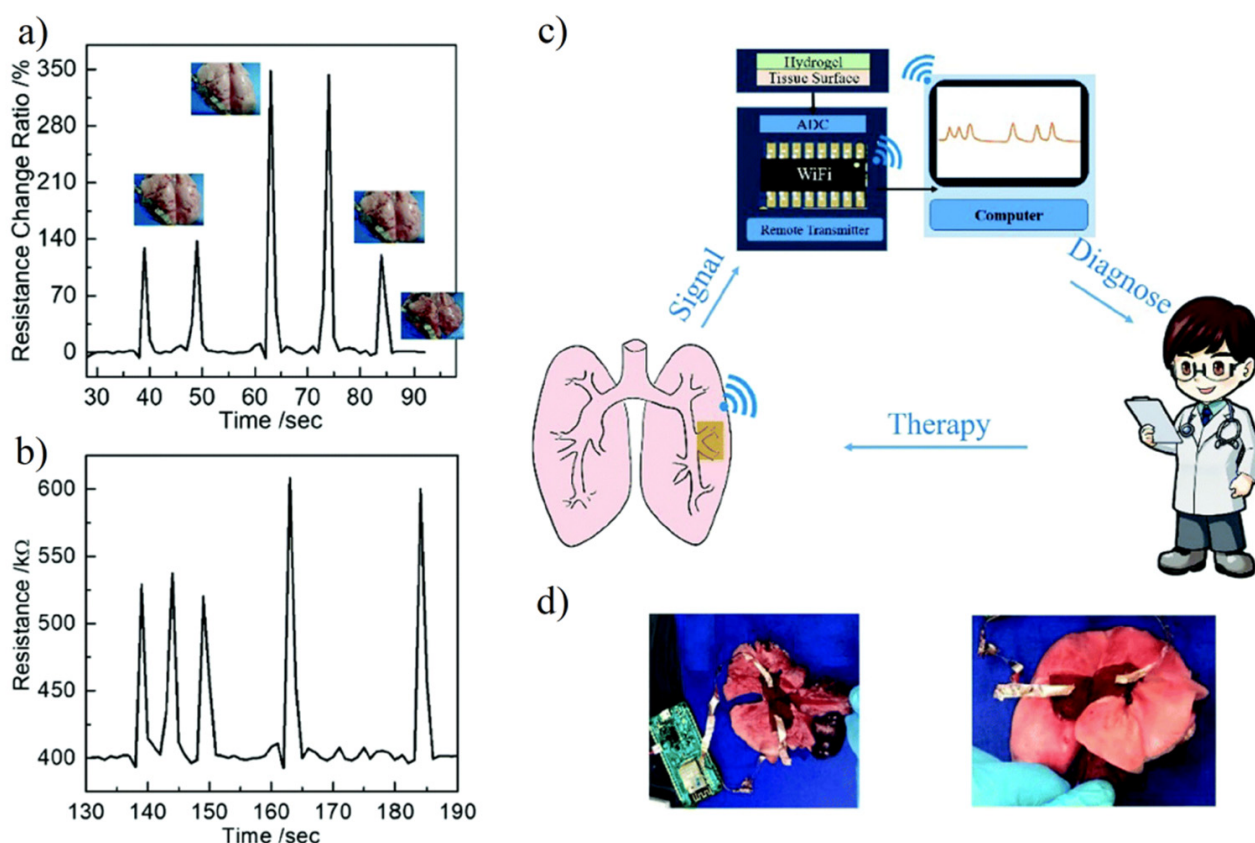 a)
Resistance Change Ratio /%
350
280
210
140
70
0
30 40 50 60 70 80 90
Time /sec
b)
Resistance /kΩ
600
550
500
450
400
130 140 150 160 170 180 190
Time /sec
c)
Hydrogel
Tissue Surface
ADC
WiFi
Remote Transmitter
Computer
Signal
Diagnose
Therapy
d)